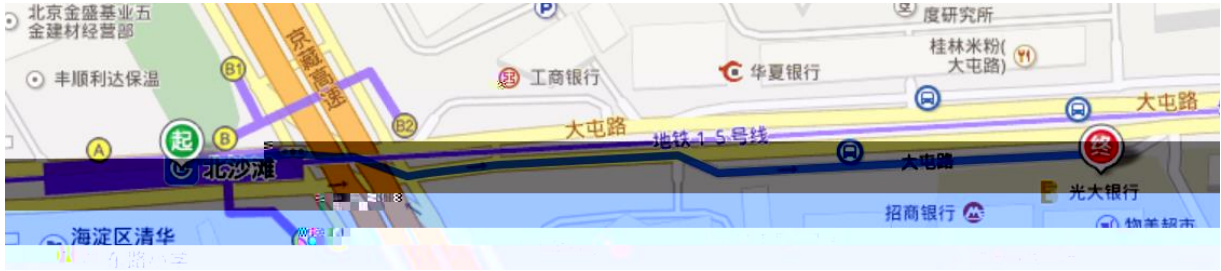 北京金盛基业五
金建材经营部
度研究所
桂林米粉(
大屯路)
丰顺利达保温
B1
京藏高速
工商银行
华夏银行
大屯路
B2
大屯路
A
起
B
地铁15号线
终
北沙滩
大屯路
光大银行
招商银行
物美超市
海淀区清华